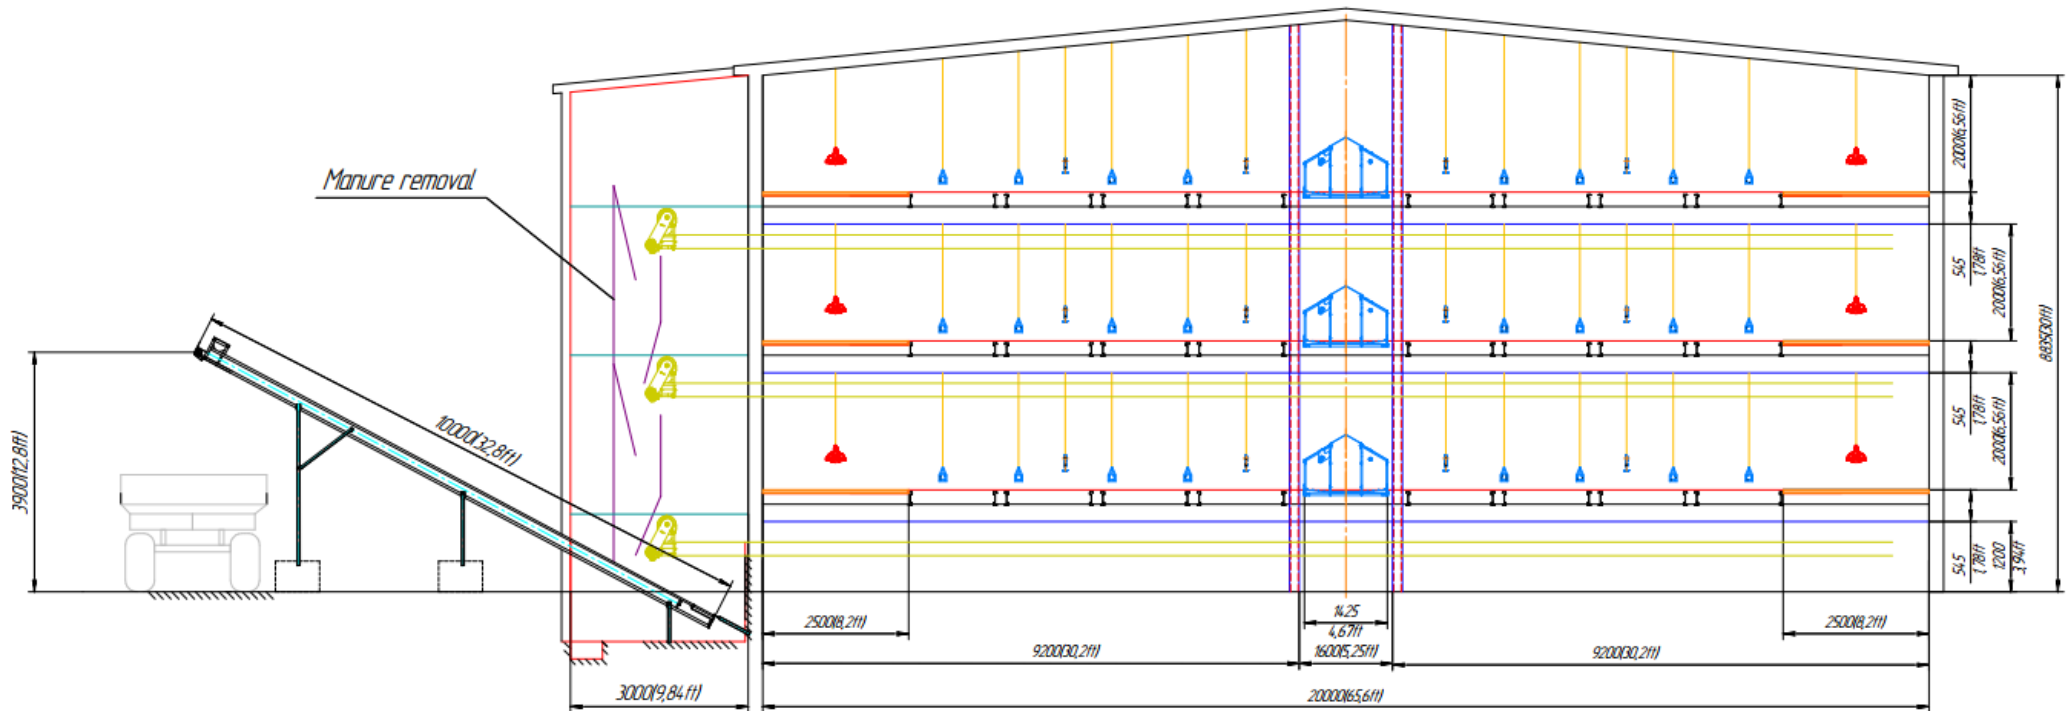 Manure removal
3900(12,8ft)
10000(32,8ft)
3000(9,84ft)
2500(8,2ft)
9200(30,2ft)
1425
4,67ft
1600(5,25ft)
9200(30,2ft)
2500(8,2ft)
20000(65,6ft)
2000(6,56ft)
545
1,78ft
2000(6,56ft)
545
1,78ft
2000(6,56ft)
545
1,78ft
1200
3,94ft
8835(30ft)